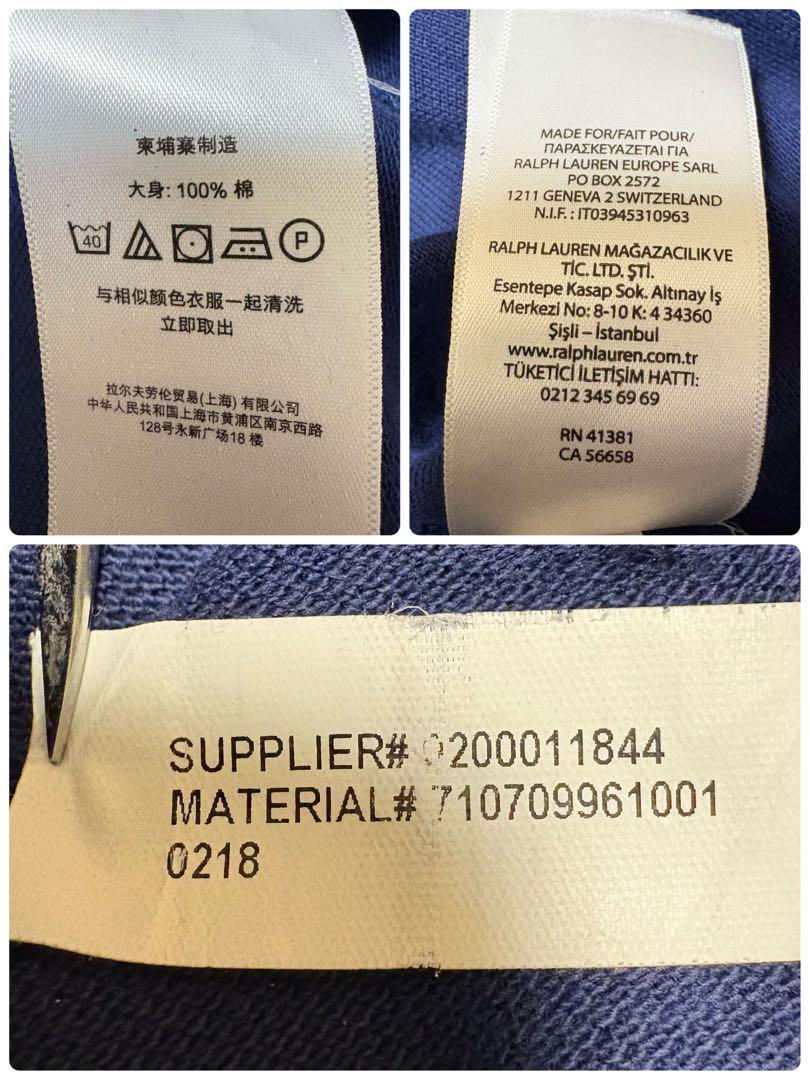 柬埔寨制造
大身: 100% 棉
40
P
与相似颜色衣服一起清洗
立即取出
拉尔夫劳伦贸易(上海) 有限公司
中华人民共和国上海市黄浦区南京西路
128号永新广场18 楼
MADE FOR/FAIT POUR/
ΠΑΡΑΣΚΕΥΑΖΕΤΑΙ ΓΙΑ
RALPH LAUREN EUROPE SARL
PO BOX 2572
1211 GENEVA 2 SWITZERLAND
N.I.F. : IT03945310963
RALPH LAUREN MAĞAZACILIK VE
TİC. LTD. ŞTİ.
Esentepe Kasap Sok. Altınay İş
Merkezi No: 8-10 K: 4 34360
Şişli – İstanbul
www.ralphlauren.com.tr
TÜKETİCİ İLETİŞİM HATTI:
0212 345 69 69
RN 41381
CA 56658
SUPPLIER# 0200011844
MATERIAL# 710709961001
0218